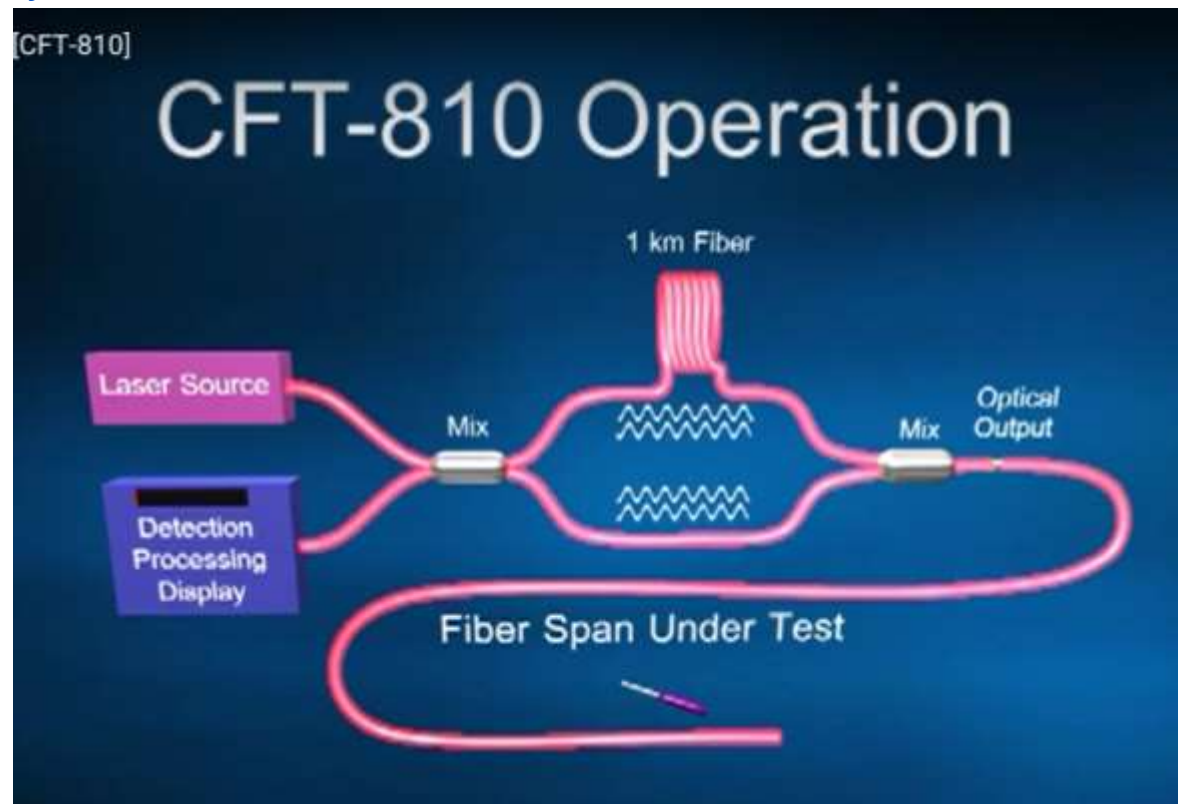 [CFT-810]
CFT-810 Operation
1 km Fiber
Laser Source
Mix
Optical
Output
Mix
Detection
Processing
Display
Fiber Span Under Test